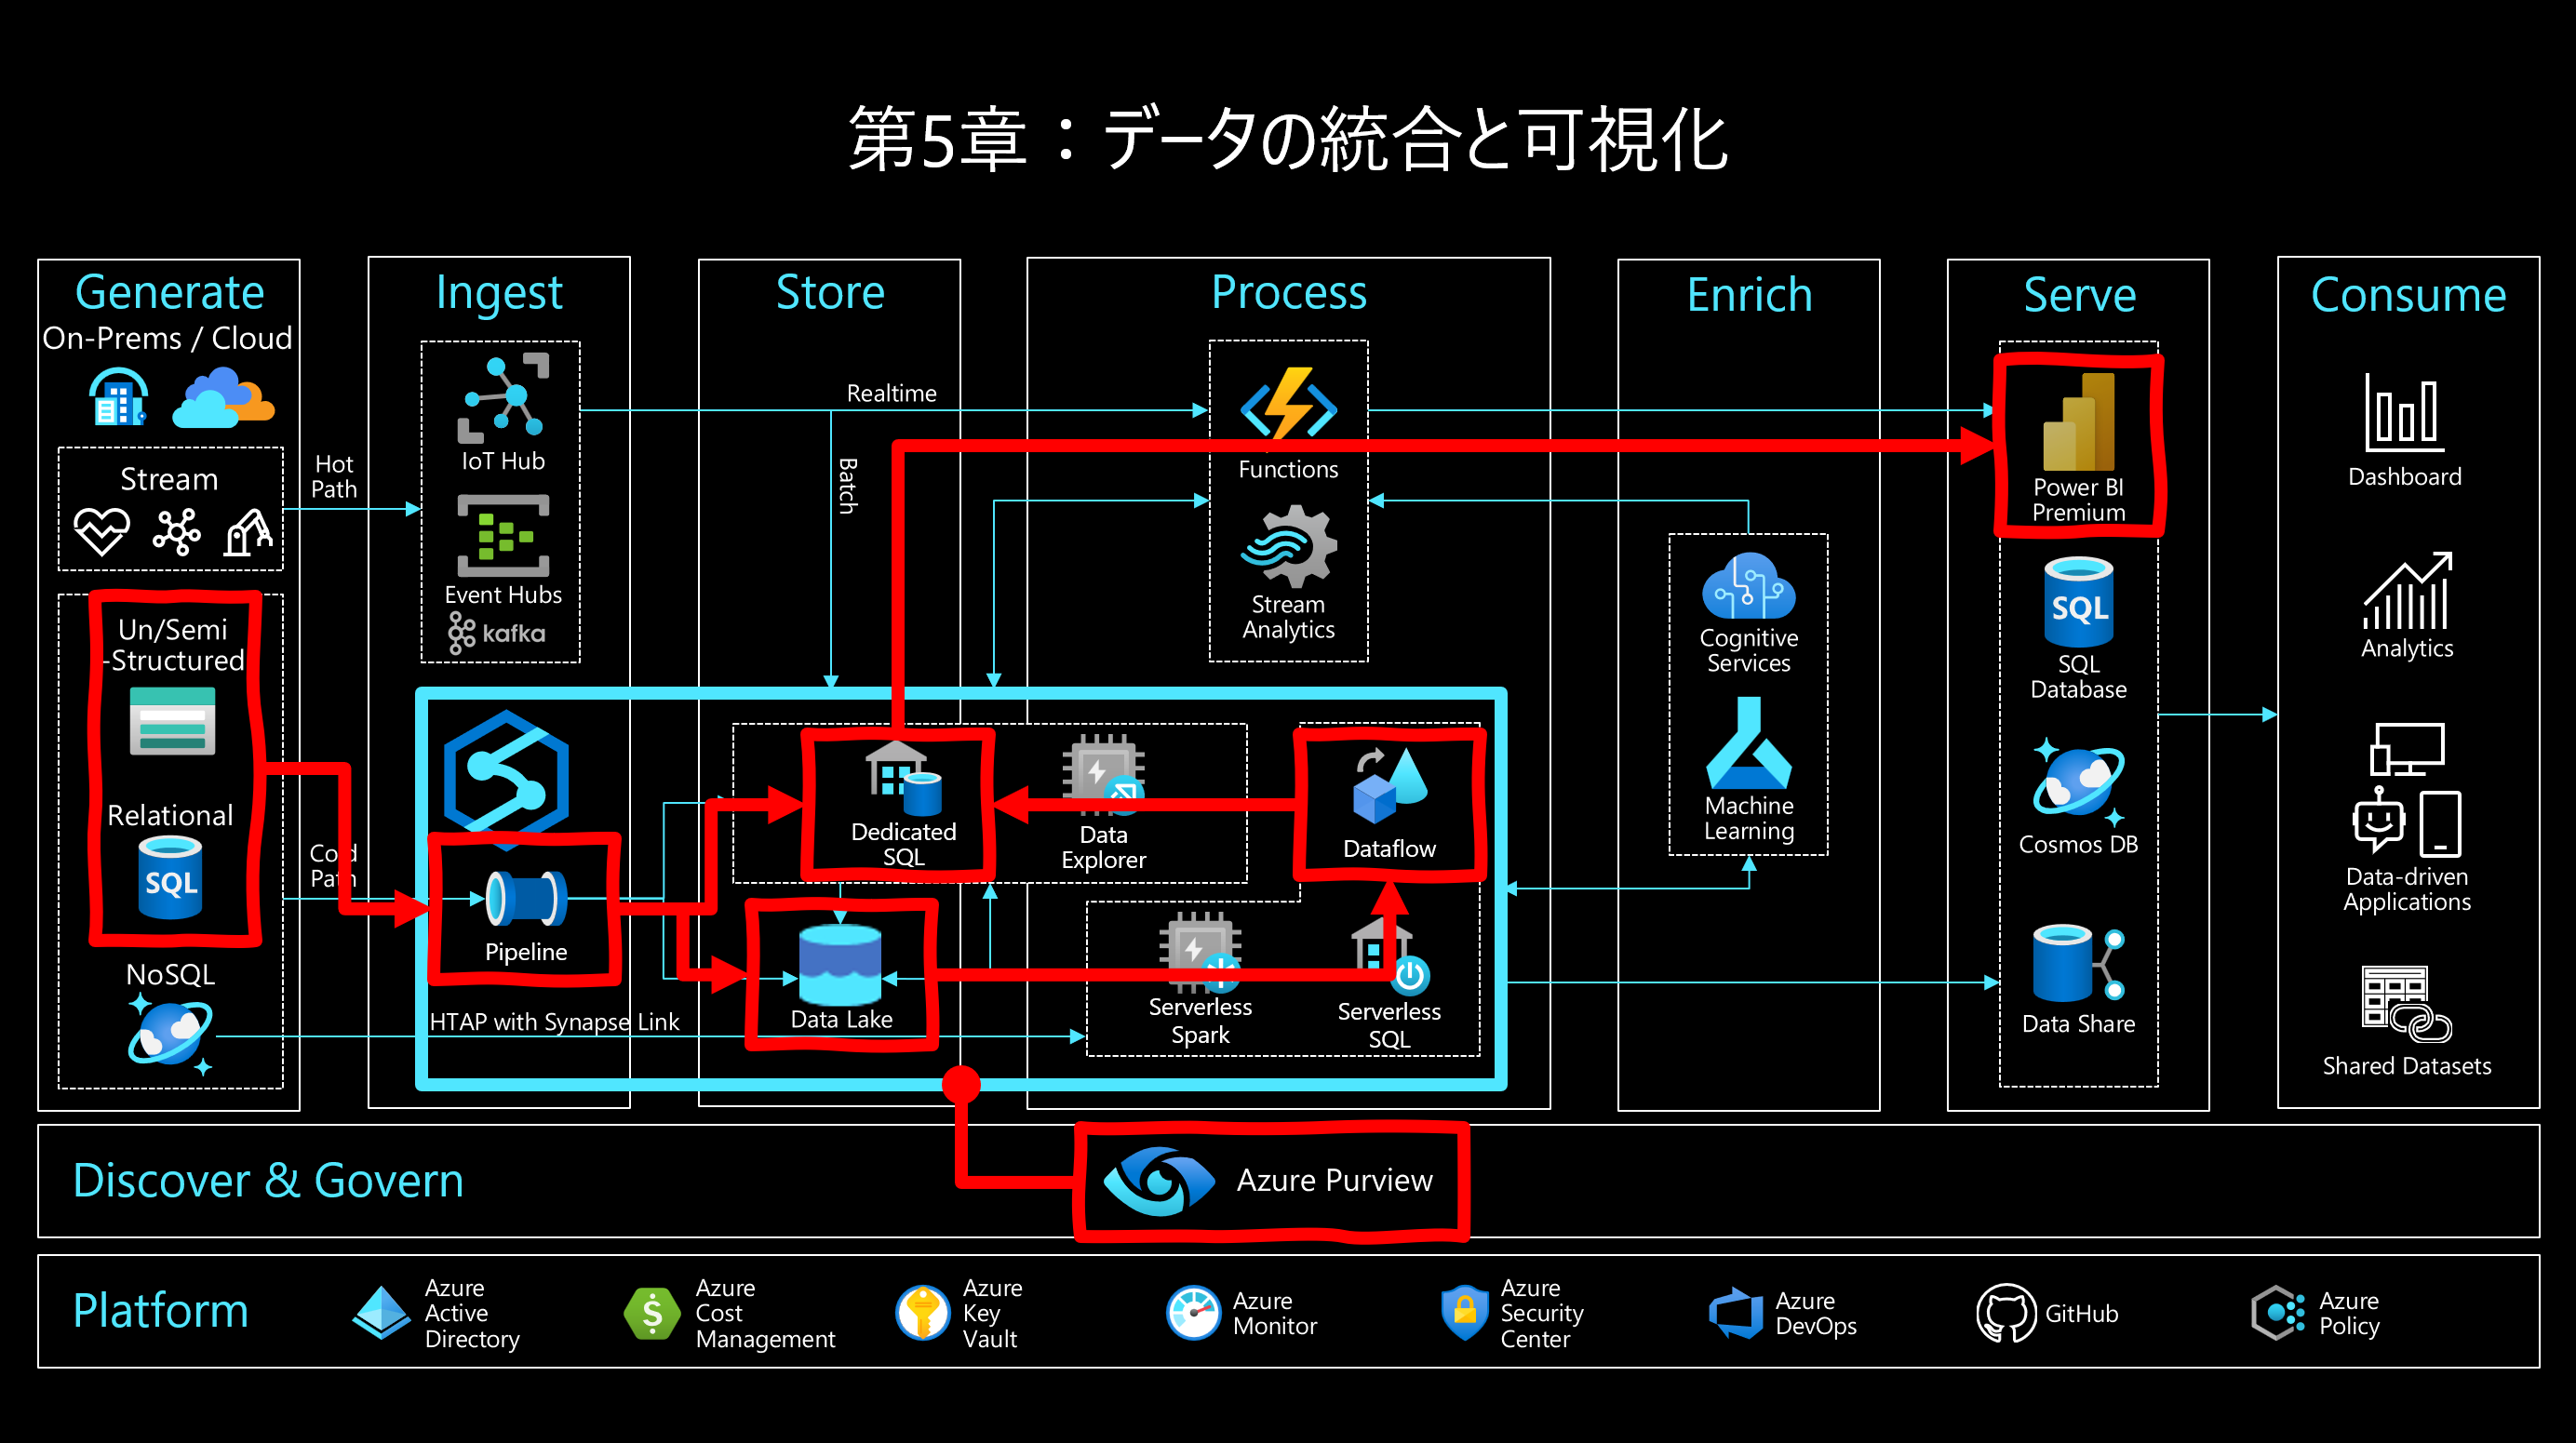 第5章：データの統合と可視化
Generate
On-Prems / Cloud
Stream
Un/Semi
-Structured
Relational
SQL
NoSQL
Hot
Path
Cold
Path
Ingest
IoT Hub
Event Hubs
kafka
Pipeline
HTAP with Synapse Link
Store
Realtime
Batch
Dedicated
SQL
Data Lake
Process
Functions
Stream
Analytics
Data
Explorer
Dataflow
Serverless
Spark
Serverless
SQL
Enrich
Cognitive
Services
Machine
Learning
Serve
Power BI
Premium
SQL
SQL
Database
Cosmos DB
Data Share
Consume
Dashboard
Analytics
Data-driven
Applications
Shared Datasets
Discover & Govern
Azure Purview
Platform
Azure
Active
Directory
$
Azure
Cost
Management
Azure
Key
Vault
Azure
Monitor
Azure
Security
Center
Azure
DevOps
GitHub
Azure
Policy